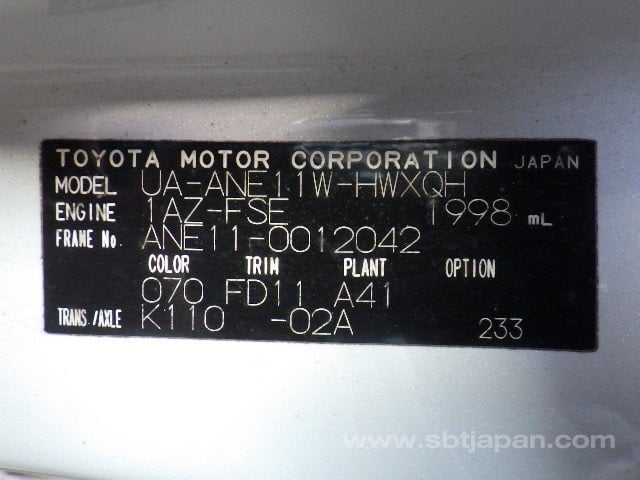 TOYOTA MOTOR CORPORATION JAPAN
MODEL UA-ANE11W-HWXQH
ENGINE 1AZ-FSE 1998 mL
FRAME No ANE11-0012042
COLOR TRIM PLANT OPTION
070 FD11 A41
TRANS./AXLE K110 -02A 233
www.sbtjapan.com